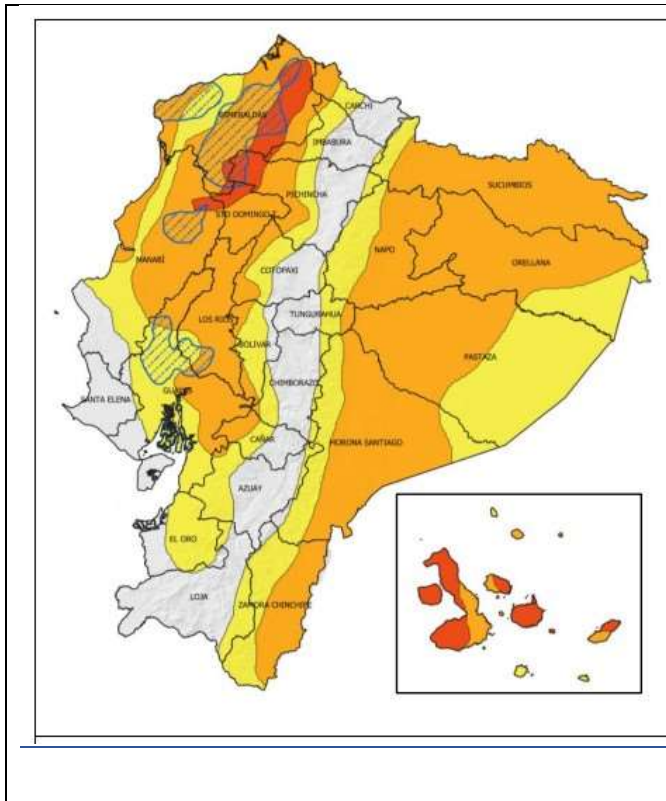 CARCHI
ESMERALDAS
IMBABURA
SUCUMBIOS
PICHINCHA
STO DOMINGO T
NAPO
MANABÍ
ORELLANA
COTOPAXI
LOS RIOS
TUNGURAHUA
BOLIVAR
PASTAZA
CHIMBORAZO
SANTA ELENA
CAÑAR
MORONA SANTIAGO
AZUAY
EL ORO
LOJA
ZAMORA CHINCHIPE